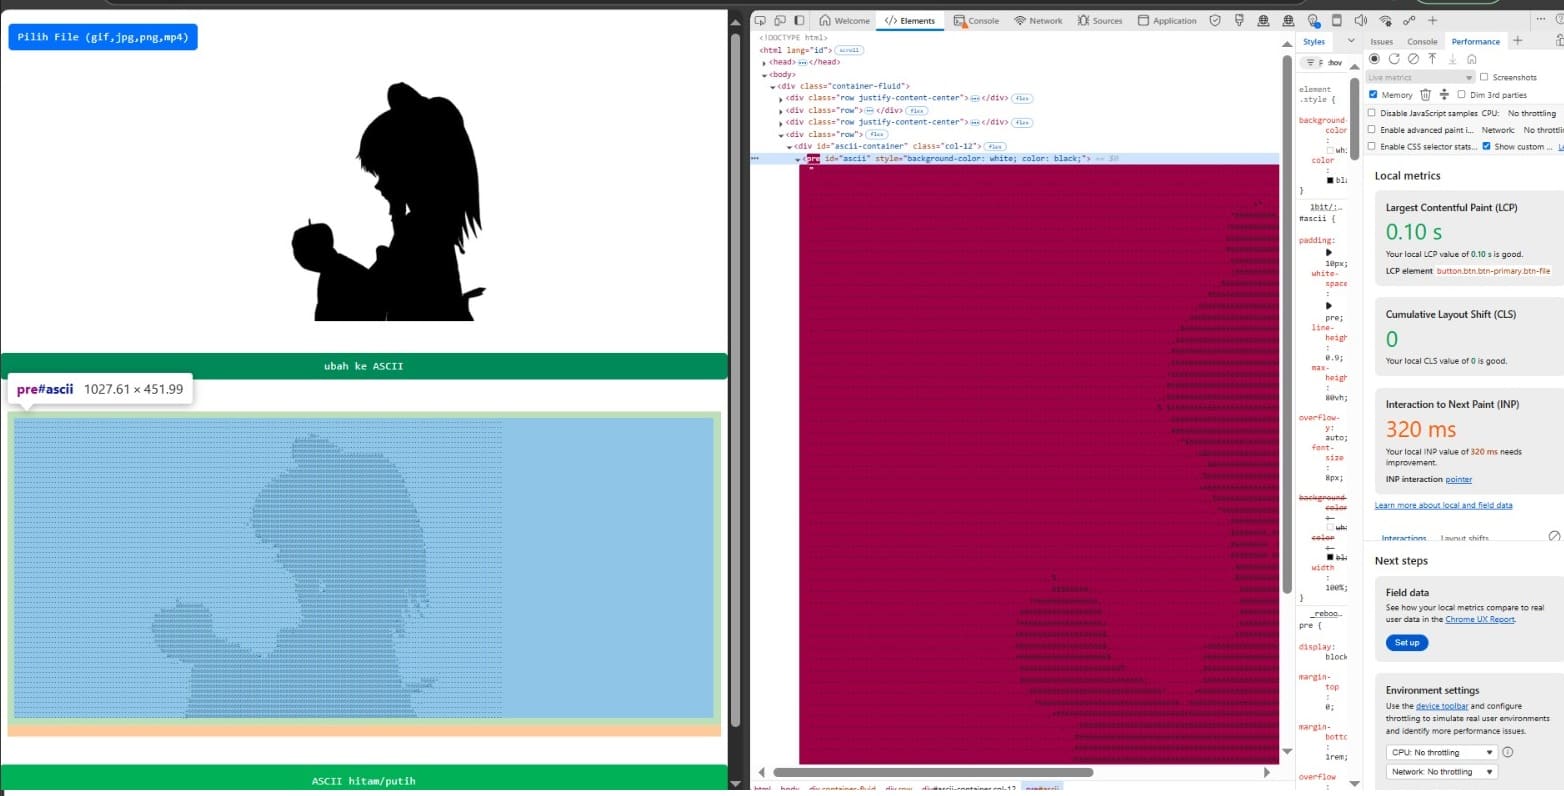 Pilih File (gif,jpg,png,mp4)
ubah ke ASCII
pre#ascii 1027.61 × 451.99
ASCII hitam/putih
Welcome
Elements
Console
Network
Sources
Application
<!DOCTYPE html>
<html lang="id"> scroll
<head> </head>
<body>
<div class="container-fluid">
<div class="row justify-content-center"> </div> flex
<div class="row"> </div> flex
<div class="row justify-content-center"> </div> flex
<div class="row"> flex
<div id="ascii-container" class="col-12"> flex
<pre id="ascii" style="background-color: white; color: black;"> == $0
"
html body div.container-fluid div.row div#ascii-container.col-12 pre#ascii
Styles
:hov
element
.style {
background-
color
:
color
:
}
1bit/:…
#ascii {
padding:
10px;
white-
space
:
pre;
line-
heigh
:
0.9;
max-
heigh
:
80vh;
overflow-
y:
auto;
font-
size
:
8px;
background-
color
:
color
:
width
:
100%;
}
_reboo…
pre {
display:
block
margin-
top
:
0;
margin-
botto
:
1rem;
overflow
:
Issues
Console
Performance
Live metrics
Screenshots
Memory
Dim 3rd parties
Disable JavaScript samples CPU: No throttling
Enable advanced paint i... Network: No throttli
Enable CSS selector stats... Show custom ...
Local metrics
Largest Contentful Paint (LCP)
0.10 s
Your local LCP value of 0.10 s is good.
LCP element button.btn.btn-primary.btn-file
Cumulative Layout Shift (CLS)
0
Your local CLS value of 0 is good.
Interaction to Next Paint (INP)
320 ms
Your local INP value of 320 ms needs
improvement.
INP interaction pointer
Learn more about local and field data
Interactions Layout shifts
Next steps
Field data
See how your local metrics compare to real
user data in the Chrome UX Report.
Set up
Environment settings
Use the device toolbar and configure
throttling to simulate real user environments
and identify more performance issues.
CPU: No throttling
Network: No throttling